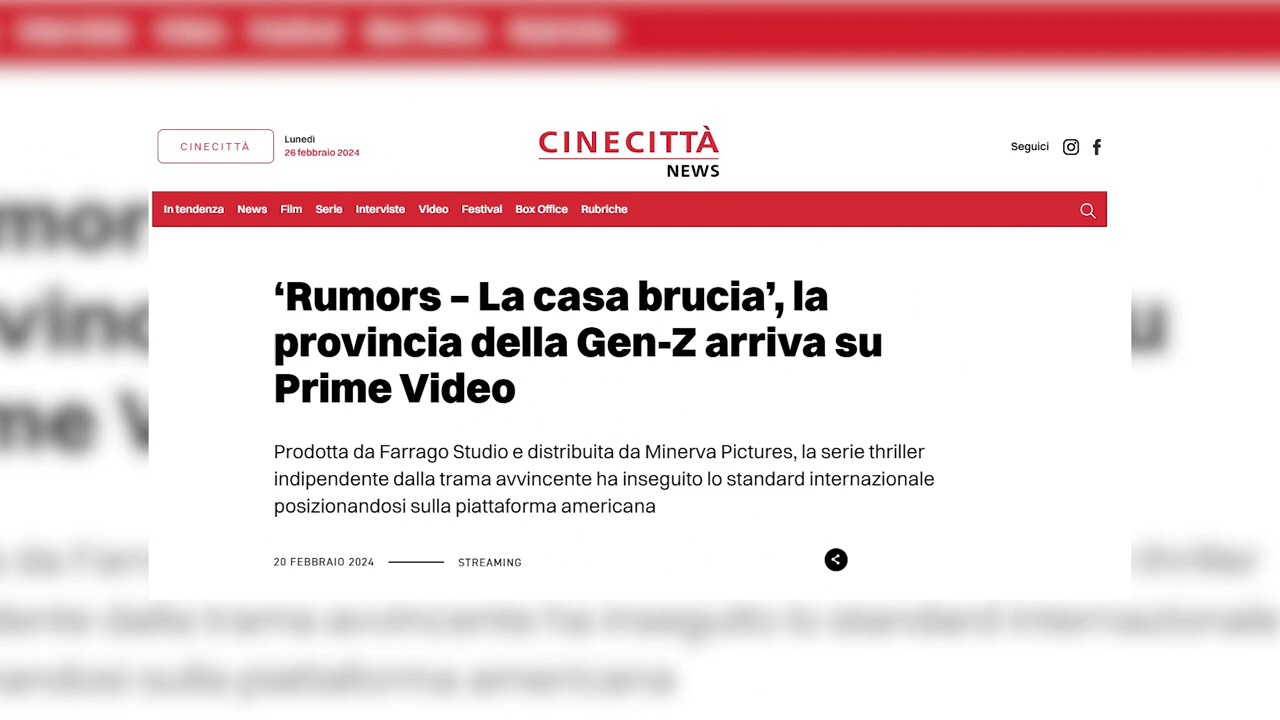 CINECITTÀ
Lunedì
26 febbraio 2024
CINECITTÀ
NEWS
Seguici
In tendenza News Film Serie Interviste Video Festival Box Office Rubriche
‘Rumors – La casa brucia’, la
provincia della Gen-Z arriva su
Prime Video
Prodotta da Farrago Studio e distribuita da Minerva Pictures, la serie thriller
indipendente dalla trama avvincente ha inseguito lo standard internazionale
posizionandosi sulla piattaforma americana
20 FEBBRAIO 2024 STREAMING